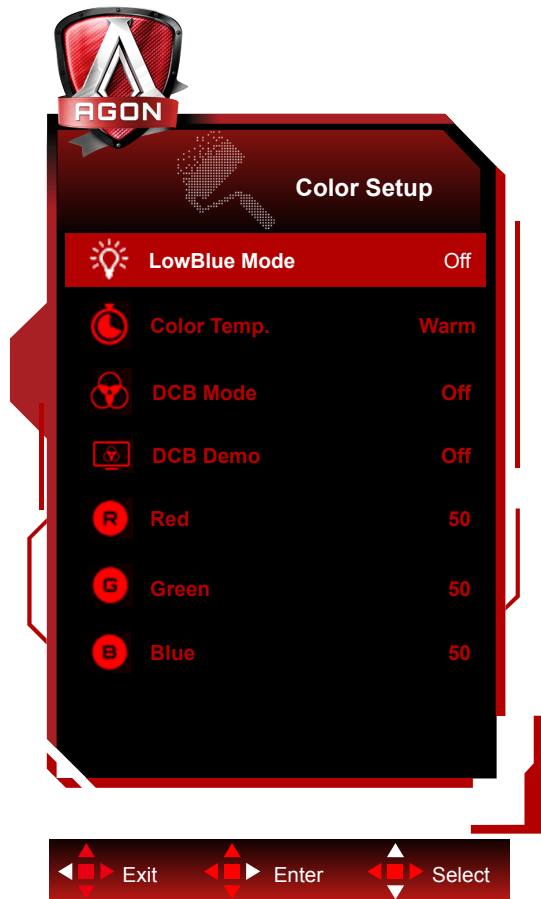 AGON
Color Setup
LowBlue Mode Off
Color Temp. Warm
DCB Mode Off
DCB Demo Off
R Red 50
G Green 50
B Blue 50
Exit Enter Select